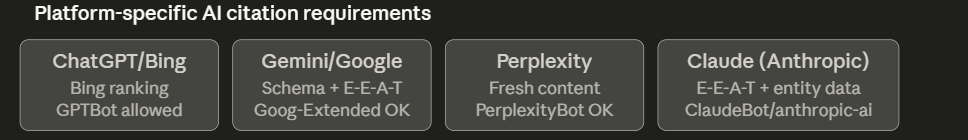 Platform-specific AI citation requirements
ChatGPT/Bing
Bing ranking
GPTBot allowed
Gemini/Google
Schema + E-E-A-T
Goog-Extended OK
Perplexity
Fresh content
PerplexityBot OK
Claude (Anthropic)
E-E-A-T + entity data
ClaudeBot/anthropic-ai